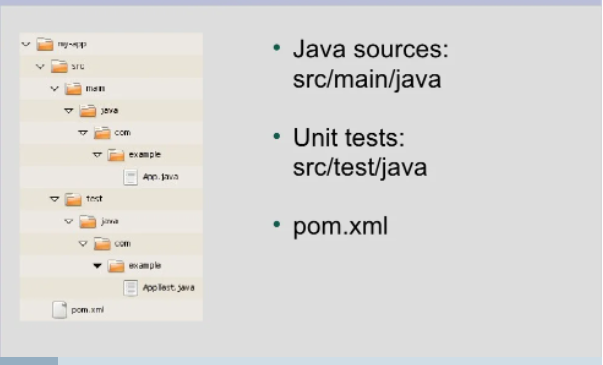 my-app
src
main
java
com
example
App.java
test
java
com
example
AppTest.java
pom.xml
• Java sources:
src/main/java
• Unit tests:
src/test/java
• pom.xml